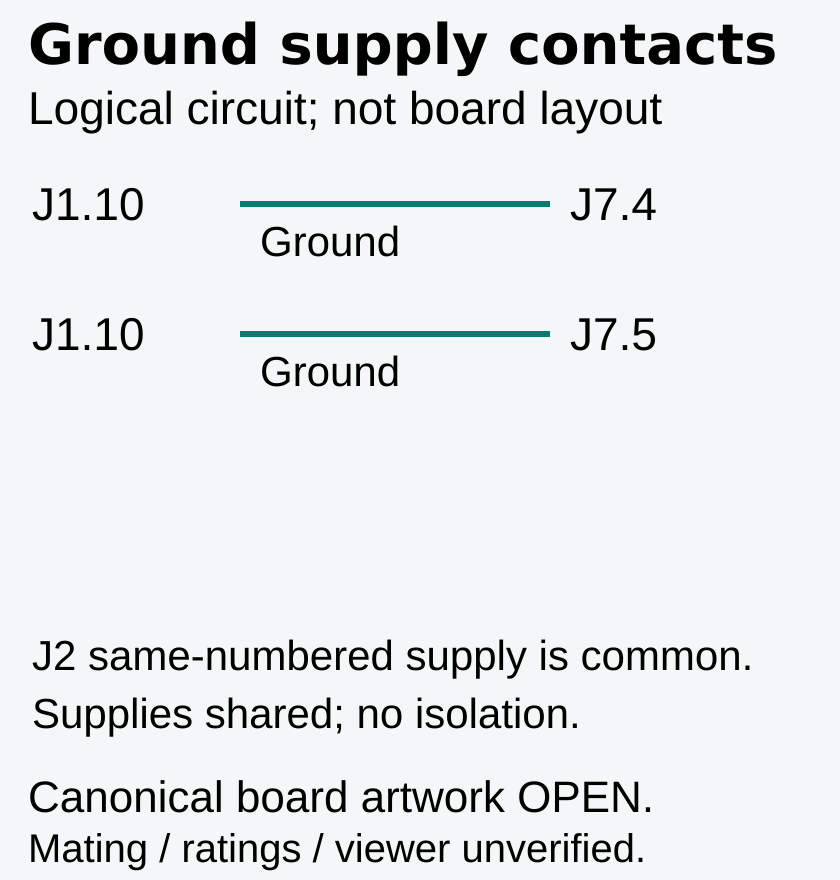 Ground supply contacts
Logical circuit; not board layout
J1.10 J7.4
Ground
J1.10 J7.5
Ground
J2 same-numbered supply is common.
Supplies shared; no isolation.
Canonical board artwork OPEN.
Mating / ratings / viewer unverified.